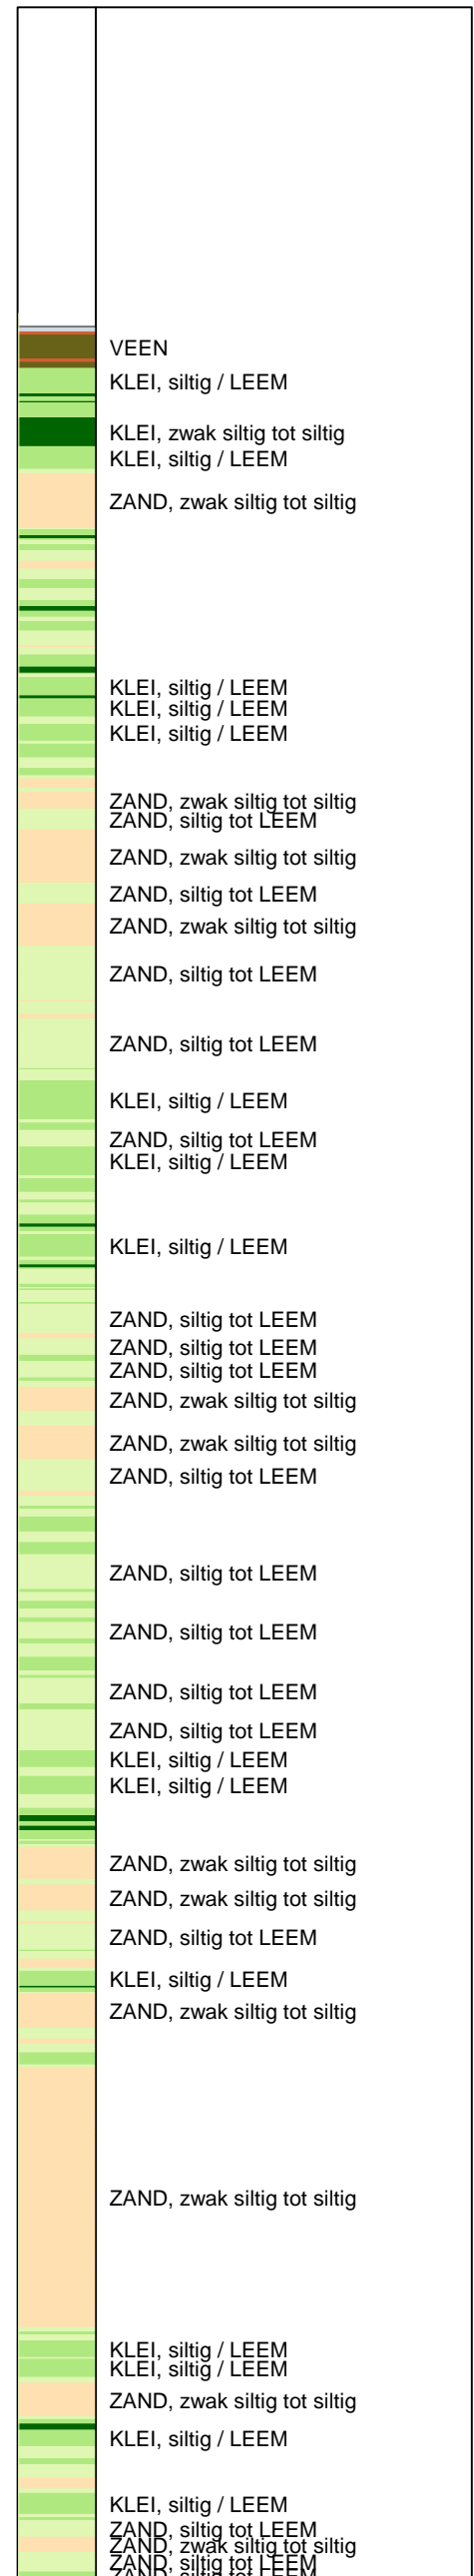 VEEN
KLEI, siltig / LEEM
KLEI, zwak siltig tot siltig
KLEI, siltig / LEEM
ZAND, zwak siltig tot siltig
KLEI, siltig / LEEM
KLEI, siltig / LEEM
KLEI, siltig / LEEM
ZAND, zwak siltig tot siltig
ZAND, siltig tot LEEM
ZAND, zwak siltig tot siltig
ZAND, siltig tot LEEM
ZAND, zwak siltig tot siltig
ZAND, siltig tot LEEM
ZAND, siltig tot LEEM
KLEI, siltig / LEEM
ZAND, siltig tot LEEM
KLEI, siltig / LEEM
KLEI, siltig / LEEM
ZAND, siltig tot LEEM
ZAND, siltig tot LEEM
ZAND, siltig tot LEEM
ZAND, zwak siltig tot siltig
ZAND, zwak siltig tot siltig
ZAND, siltig tot LEEM
ZAND, siltig tot LEEM
ZAND, siltig tot LEEM
ZAND, siltig tot LEEM
ZAND, siltig tot LEEM
KLEI, siltig / LEEM
KLEI, siltig / LEEM
ZAND, zwak siltig tot siltig
ZAND, zwak siltig tot siltig
ZAND, siltig tot LEEM
KLEI, siltig / LEEM
ZAND, zwak siltig tot siltig
ZAND, zwak siltig tot siltig
KLEI, siltig / LEEM
KLEI, siltig / LEEM
ZAND, zwak siltig tot siltig
KLEI, siltig / LEEM
KLEI, siltig / LEEM
ZAND, siltig tot LEEM
ZAND, zwak siltig tot siltig
ZAND, siltig tot LEEM